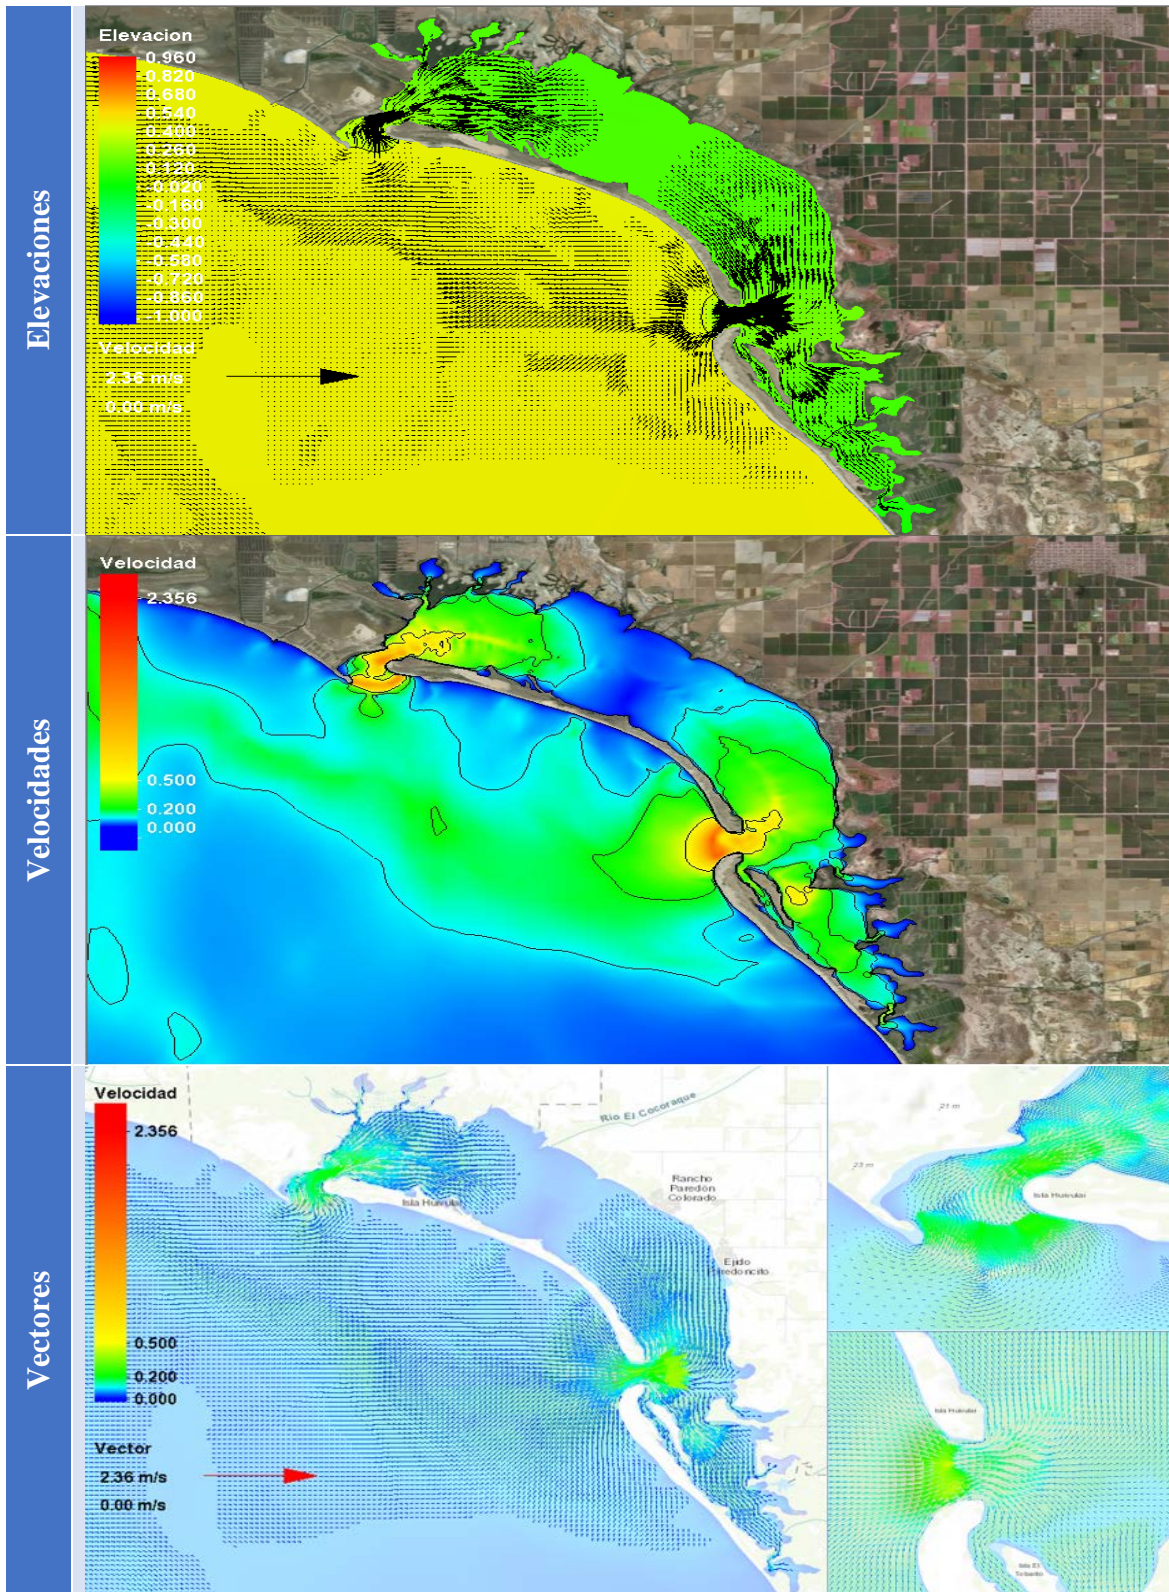 Elevaciones
Elevacion
0.960
0.820
0.680
0.540
0.400
0.260
0.120
-0.020
-0.160
-0.300
-0.440
-0.580
-0.720
-0.860
-1.000
Velocidad
2.36 m/s
0.00 m/s
Velocidades
Velocidad
2.356
0.500
0.200
0.000
Vectores
Velocidad
2.356
0.500
0.200
0.000
Vector
2.36 m/s
0.00 m/s
Río El Cocoraque
Rancho
Paredón
Colorado
Isla Huivulai
Ejido
21 m
23 m
Isla Huivulai
Isla Huivulai
Isla El